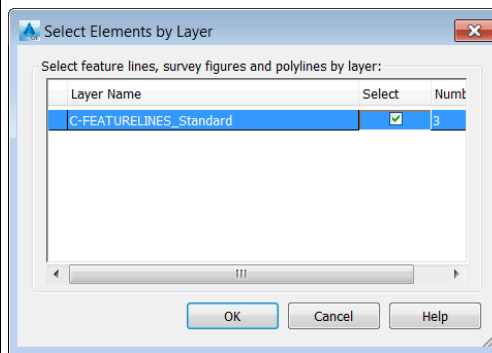 Select Elements by Layer
Select feature lines, survey figures and polylines by layer:
Layer Name Select Numb
C-FEATURELINES_Standard 3
OK Cancel Help